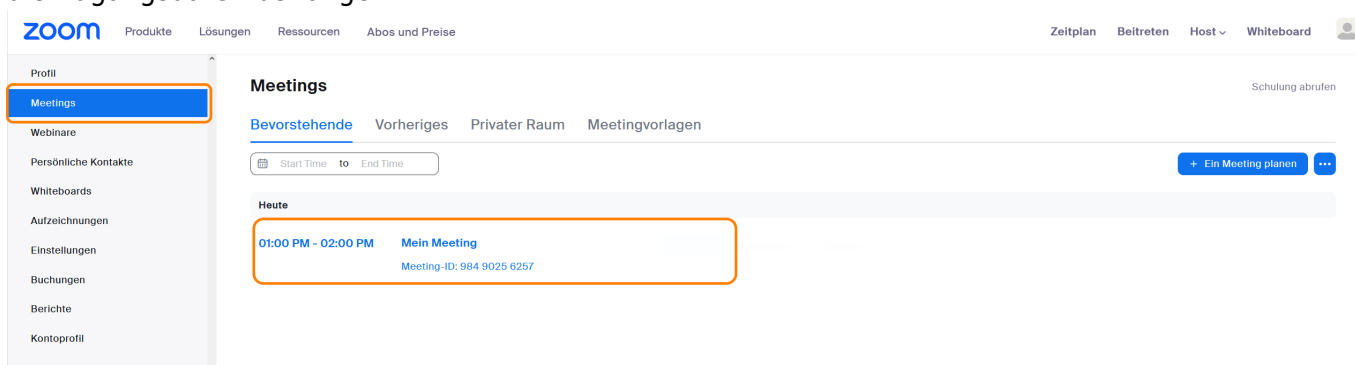 zoom Produkte Lösungen Ressourcen Abos und Preise Zeitplan Beitreten Host Whiteboard
Profil
Meetings
Webinare
Persönliche Kontakte
Whiteboards
Aufzeichnungen
Einstellungen
Buchungen
Berichte
Kontoprofil
Meetings
Schulung abrufen
Bevorstehende Vorheriges Privater Raum Meetingvorlagen
Start Time to End Time
+ Ein Meeting planen
Heute
01:00 PM - 02:00 PM Mein Meeting
Meeting-ID: 984 9025 6257